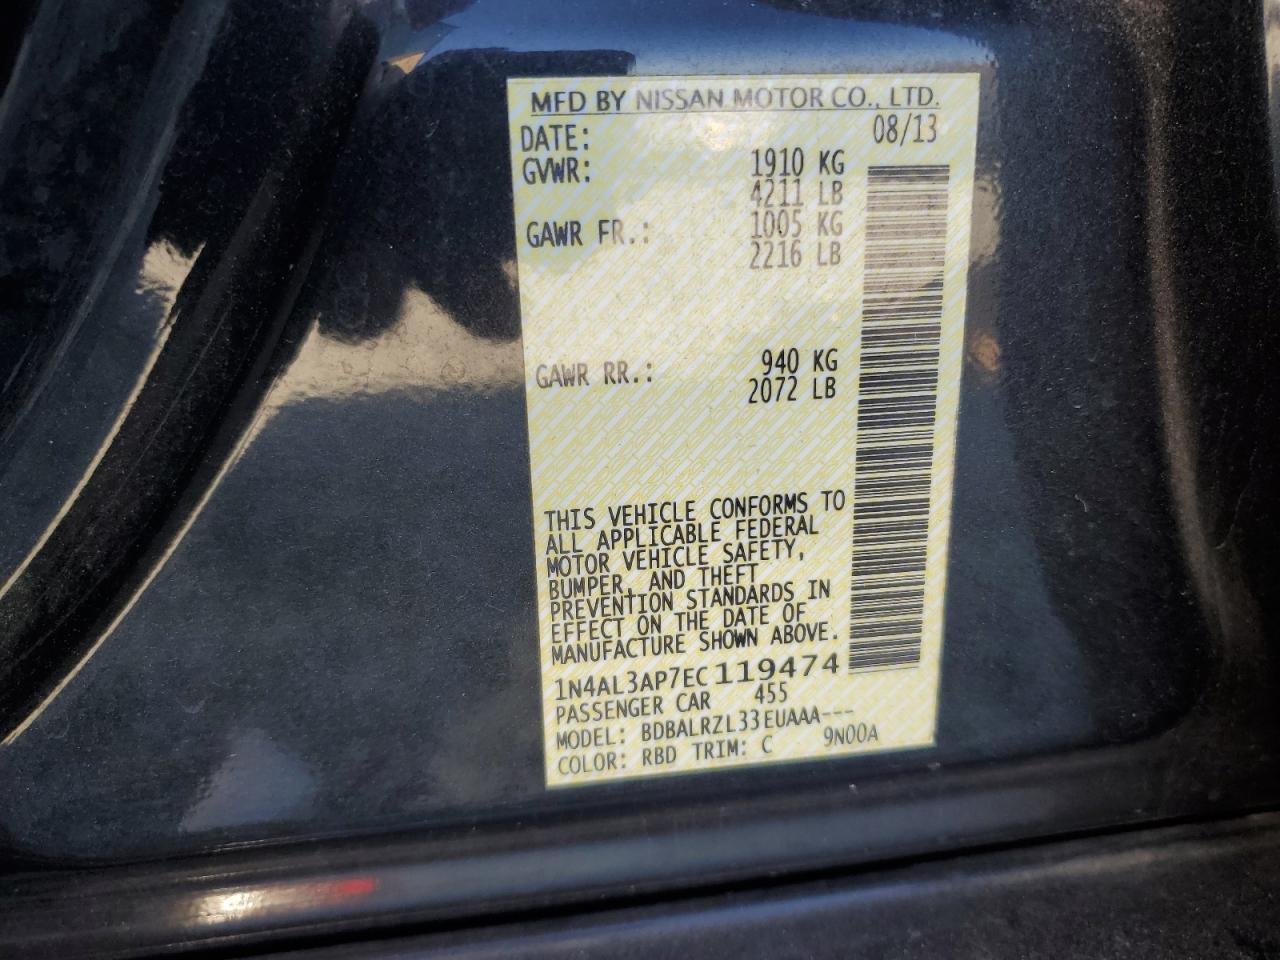 MFD BY NISSAN MOTOR CO., LTD.
DATE: 08/13
GVWR: 1910 KG
4211 LB
GAWR FR.: 1005 KG
2216 LB
GAWR RR.: 940 KG
2072 LB
THIS VEHICLE CONFORMS TO
ALL APPLICABLE FEDERAL
MOTOR VEHICLE SAFETY,
BUMPER, AND THEFT
PREVENTION STANDARDS IN
EFFECT ON THE DATE OF
MANUFACTURE SHOWN ABOVE.
1N4AL3AP7EC119474
PASSENGER CAR 455
MODEL: BDBALRZL33EUAAA---
COLOR: RBD TRIM: C 9N00A